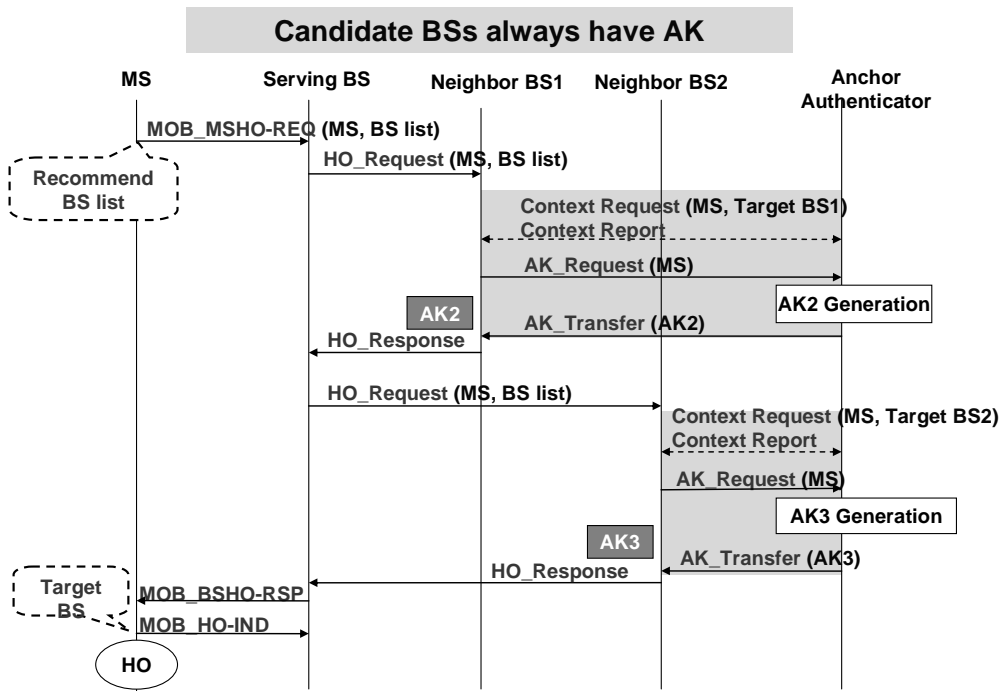 Candidate BSs always have AK
MS
Serving BS
Neighbor BS1
Neighbor BS2
Anchor
Authenticator
MOB_MSHO-REQ (MS, BS list)
Recommend
BS list
HO_Request (MS, BS list)
Context Request (MS, Target BS1)
Context Report
AK_Request (MS)
AK2 Generation
AK2
AK_Transfer (AK2)
HO_Response
HO_Request (MS, BS list)
Context Request (MS, Target BS2)
Context Report
AK_Request (MS)
AK3 Generation
AK3
AK_Transfer (AK3)
HO_Response
Target
BS
MOB_BSHO-RSP
MOB_HO-IND
HO